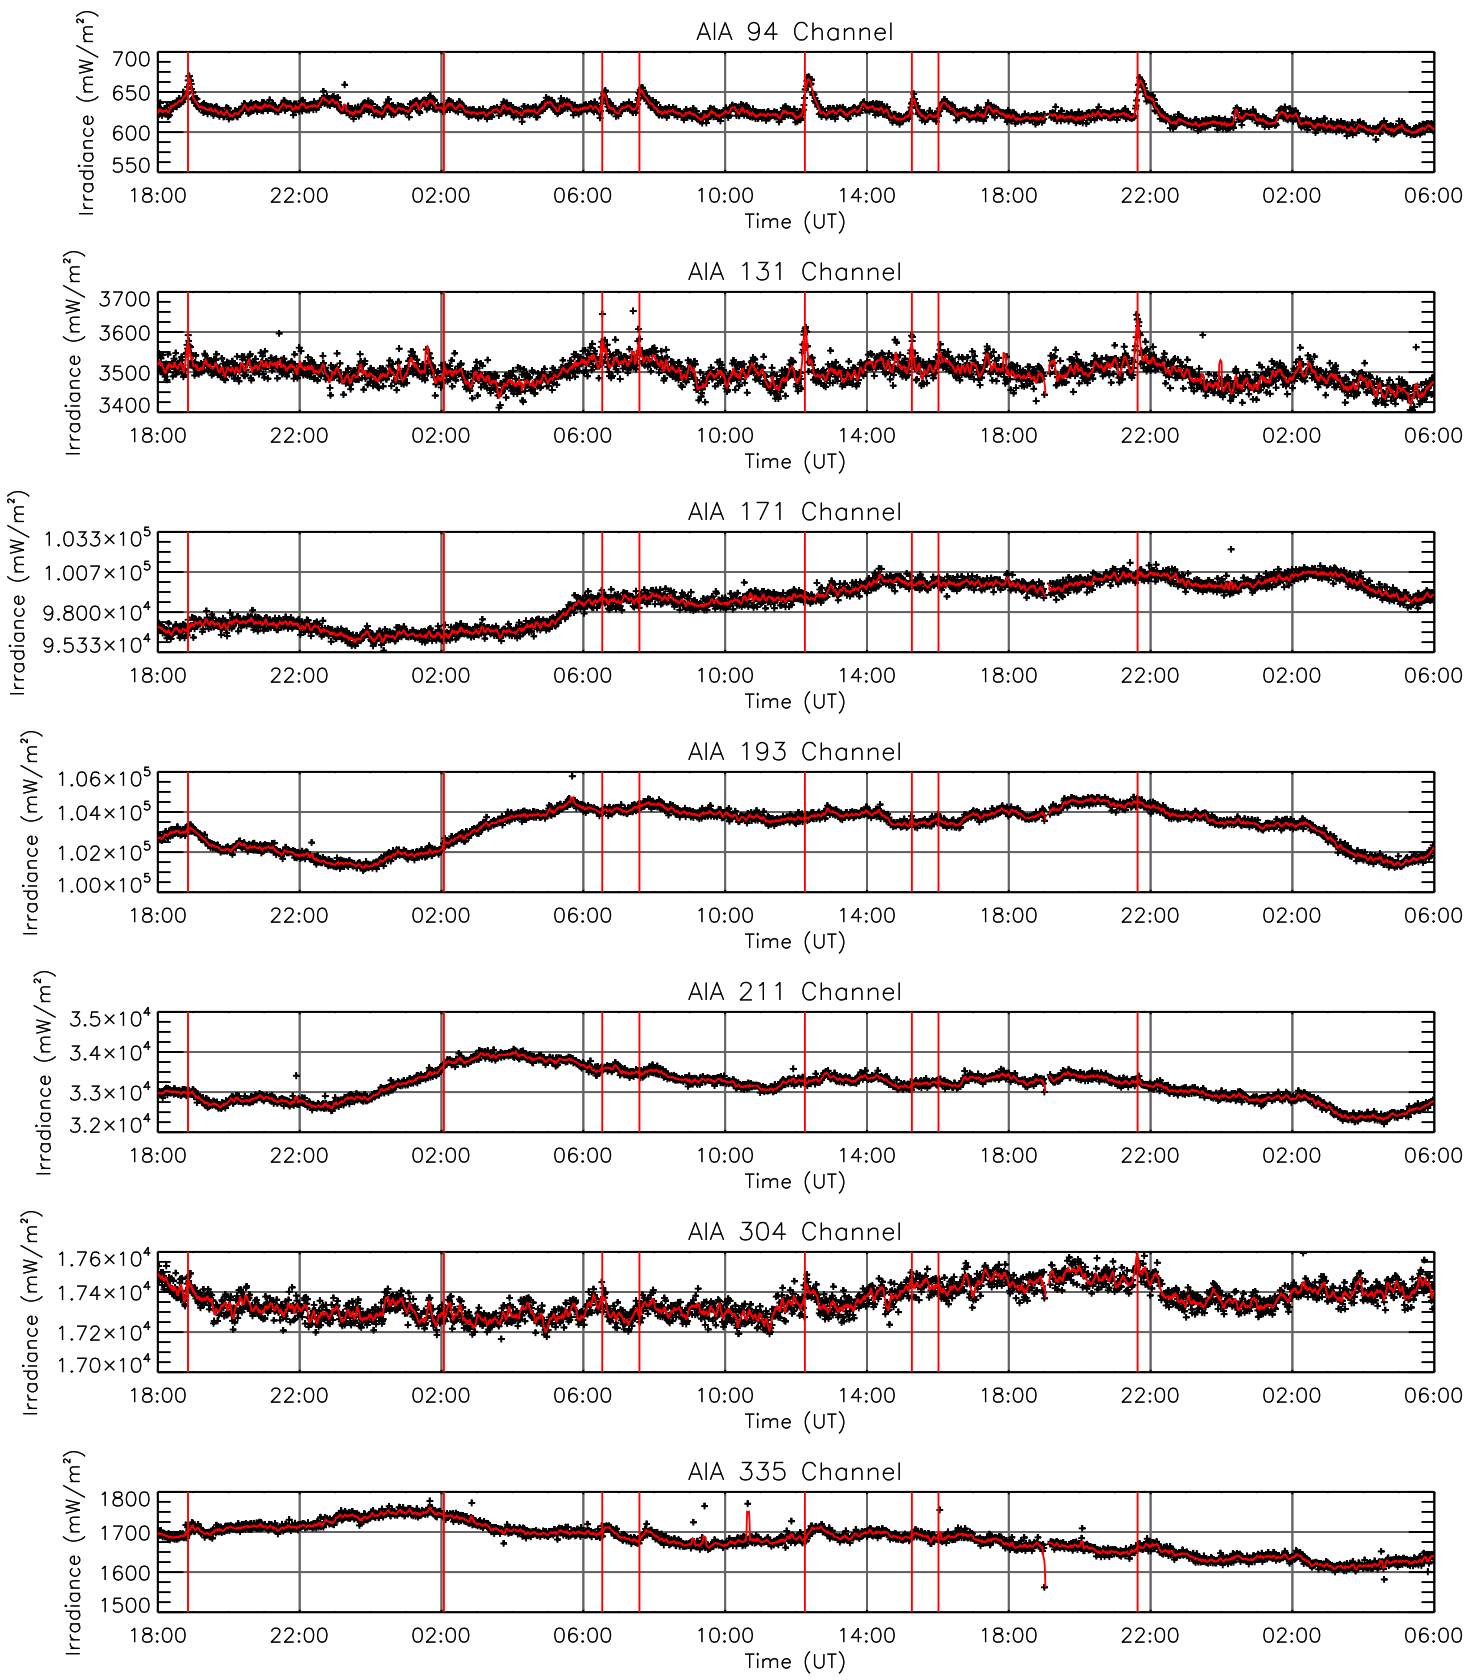 AIA 94 Channel
Irradiance (mW/m²)
700
650
600
550
18:00 22:00 02:00 06:00 10:00 14:00 18:00 22:00 02:00 06:00
Time (UT)
AIA 131 Channel
Irradiance (mW/m²)
3700
3600
3500
3400
18:00 22:00 02:00 06:00 10:00 14:00 18:00 22:00 02:00 06:00
Time (UT)
AIA 171 Channel
Irradiance (mW/m²)
1.033×10⁵
1.007×10⁵
9.800×10⁴
9.533×10⁴
18:00 22:00 02:00 06:00 10:00 14:00 18:00 22:00 02:00 06:00
Time (UT)
AIA 193 Channel
Irradiance (mW/m²)
1.06×10⁵
1.04×10⁵
1.02×10⁵
1.00×10⁵
18:00 22:00 02:00 06:00 10:00 14:00 18:00 22:00 02:00 06:00
Time (UT)
AIA 211 Channel
Irradiance (mW/m²)
3.5×10⁴
3.4×10⁴
3.3×10⁴
3.2×10⁴
18:00 22:00 02:00 06:00 10:00 14:00 18:00 22:00 02:00 06:00
Time (UT)
AIA 304 Channel
Irradiance (mW/m²)
1.76×10⁴
1.74×10⁴
1.72×10⁴
1.70×10⁴
18:00 22:00 02:00 06:00 10:00 14:00 18:00 22:00 02:00 06:00
Time (UT)
AIA 335 Channel
Irradiance (mW/m²)
1800
1700
1600
1500
18:00 22:00 02:00 06:00 10:00 14:00 18:00 22:00 02:00 06:00
Time (UT)